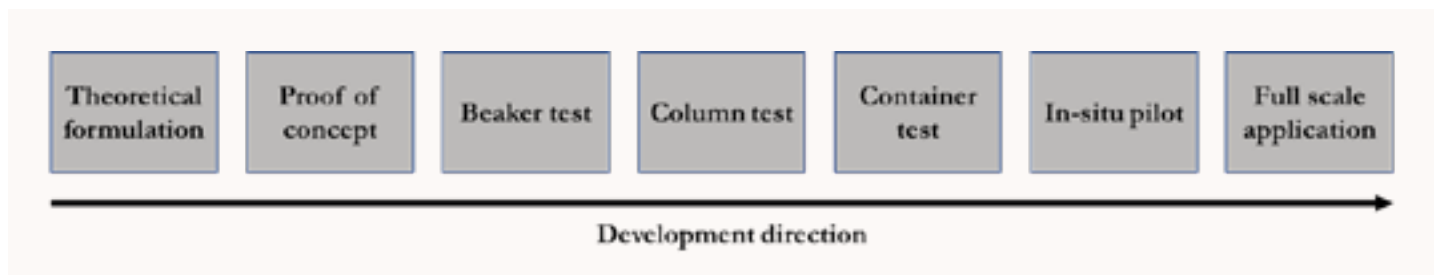 Theoretical
formulation
Proof of
concept
Beaker test
Column test
Container
test
In-situ pilot
Full scale
application
Development direction